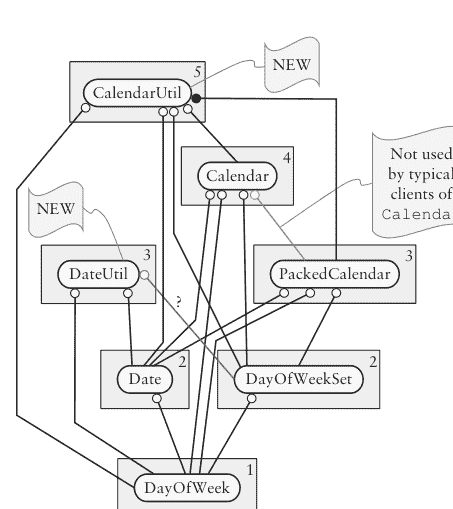 NEW
5
CalendarUtil
4
Calendar
Not used
by typical
clients of
Calenda
NEW
3
DateUtil
3
PackedCalendar
?
2
Date
2
DayOfWeekSet
1
DayOfWeek